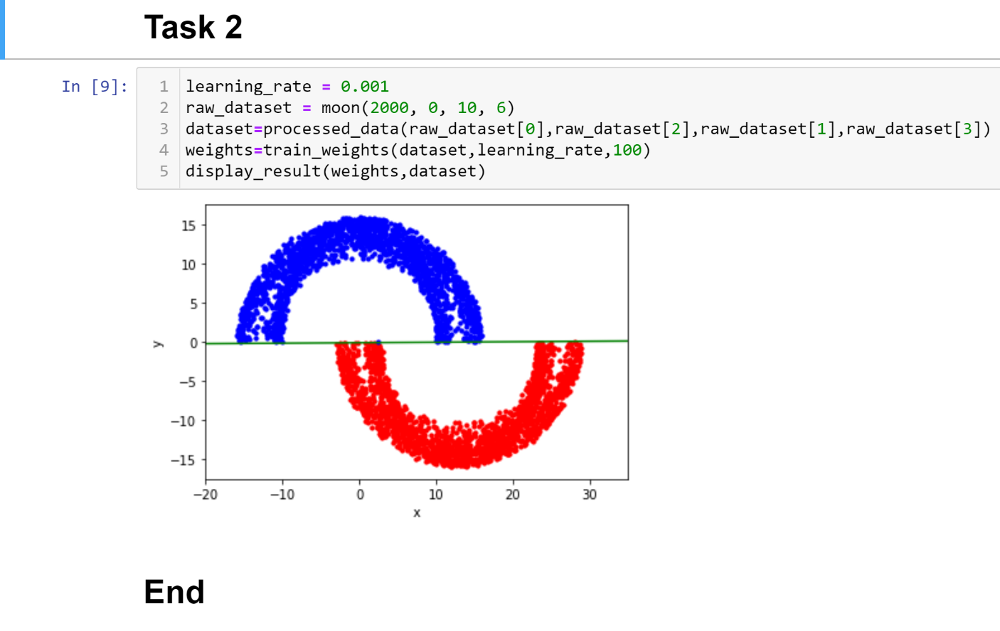 Task 2
In [9]:
1 learning_rate = 0.001
2 raw_dataset = moon(2000, 0, 10, 6)
3 dataset=processed_data(raw_dataset[0],raw_dataset[2],raw_dataset[1],raw_dataset[3])
4 weights=train_weights(dataset,learning_rate,100)
5 display_result(weights,dataset)
15
10
5
0
−5
−10
−15
y
−20 −10 0 10 20 30
x
End